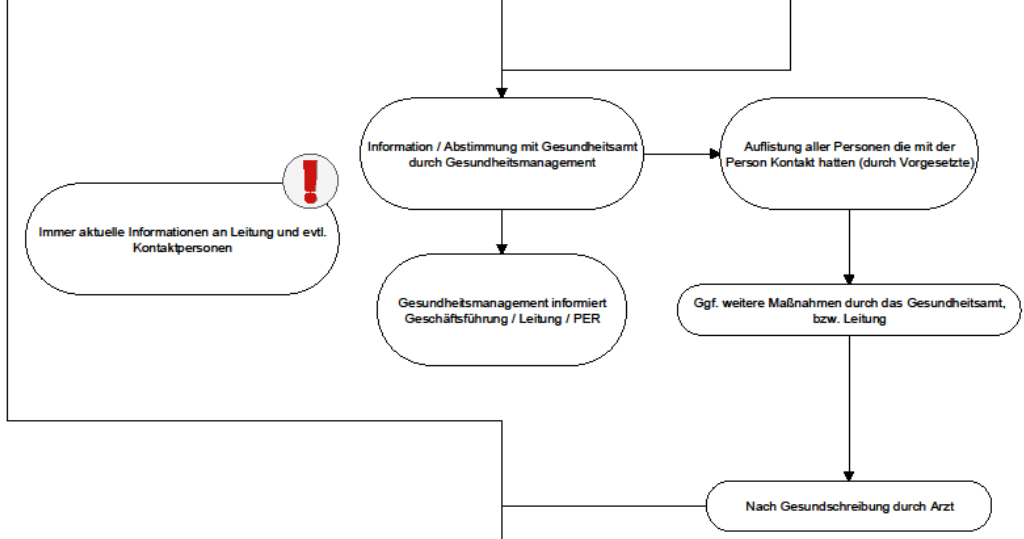 Information / Abstimmung mit Gesundheitsamt
durch Gesundheitsmanagement
Auflistung aller Personen die mit der
Person Kontakt hatten (durch Vorgesetzte)
Immer aktuelle Informationen an Leitung und evtl.
Kontaktpersonen
Gesundheitsmanagement informiert
Geschäftsführung / Leitung / PER
Ggf. weitere Maßnahmen durch das Gesundheitsamt,
bzw. Leitung
Nach Gesundschreibung durch Arzt